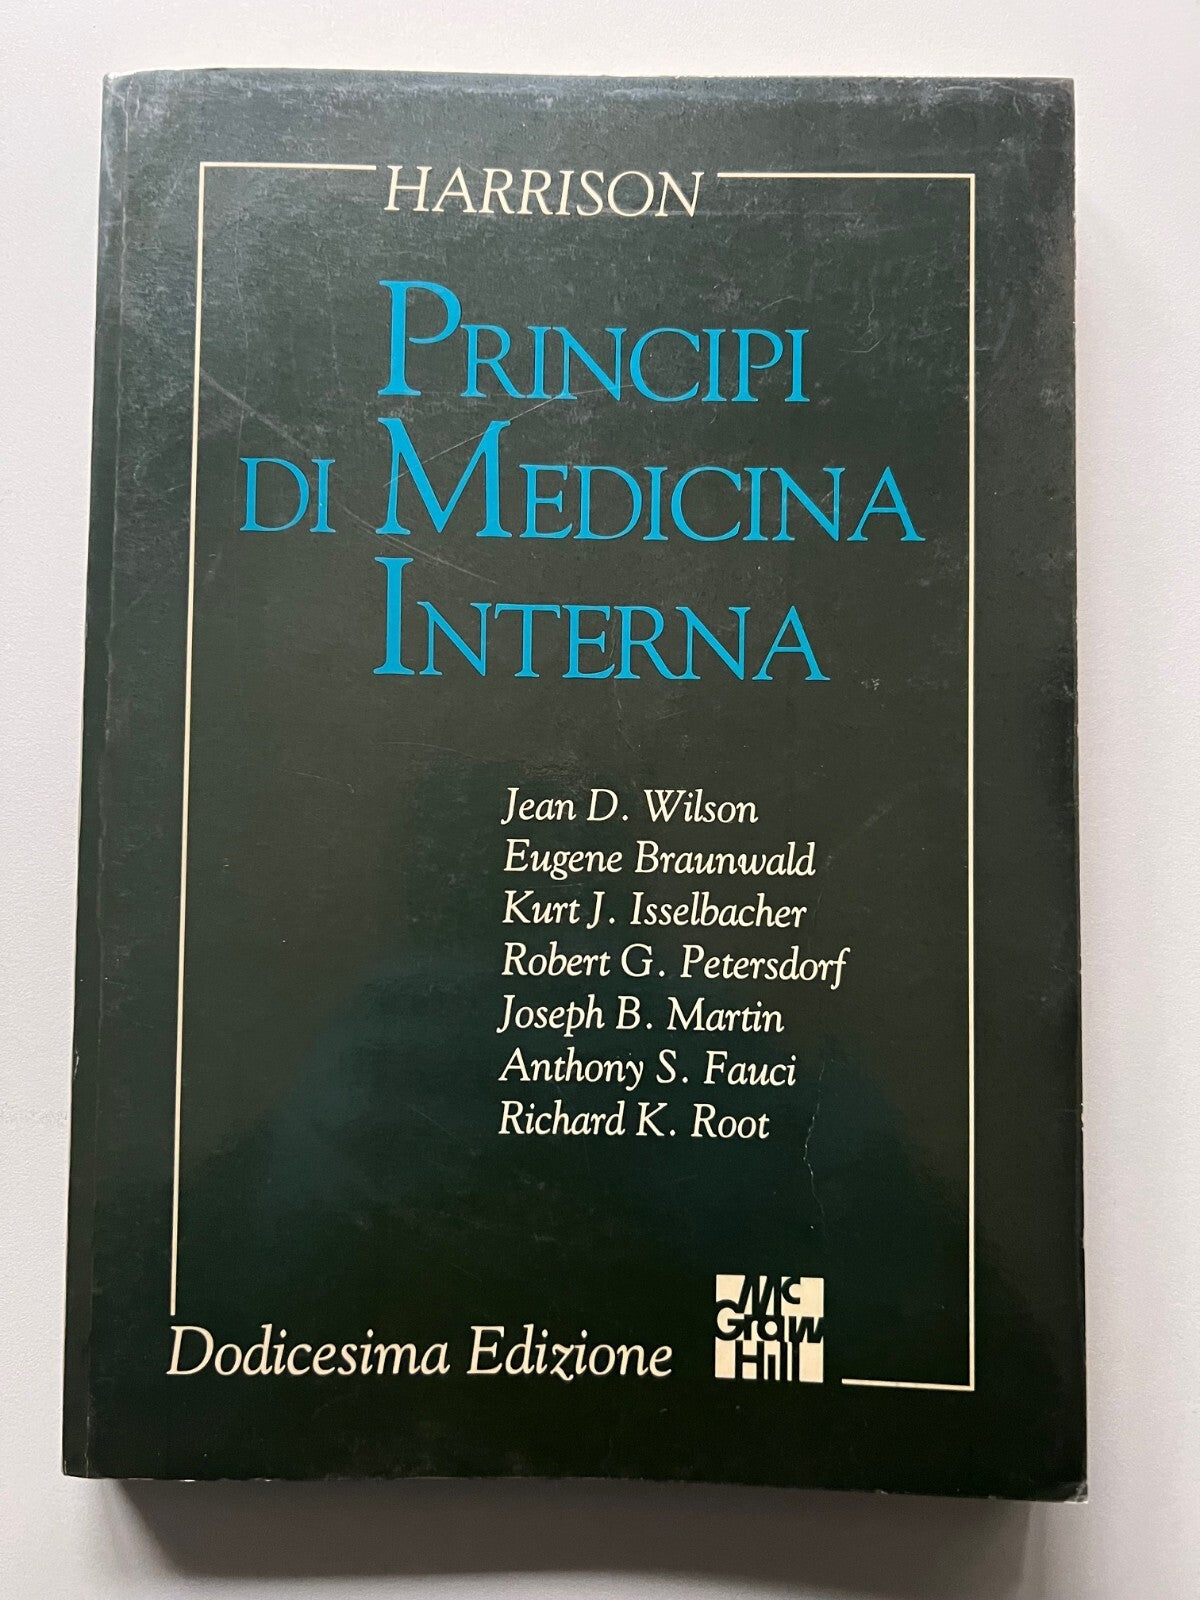 HARRISON
PRINCIPI
DI MEDICINA
INTERNA
Jean D. Wilson
Eugene Braunwald
Kurt J. Isselbacher
Robert G. Petersdorf
Joseph B. Martin
Anthony S. Fauci
Richard K. Root
Dodicesima Edizione
Mc
Graw
Hill